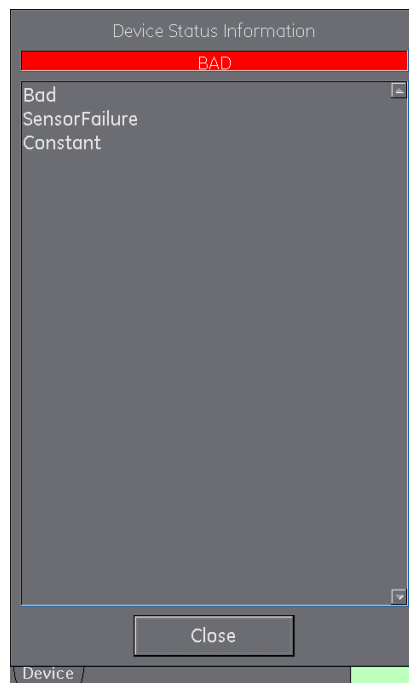 Device Status Information
BAD
Bad
SensorFailure
Constant
Close
Device